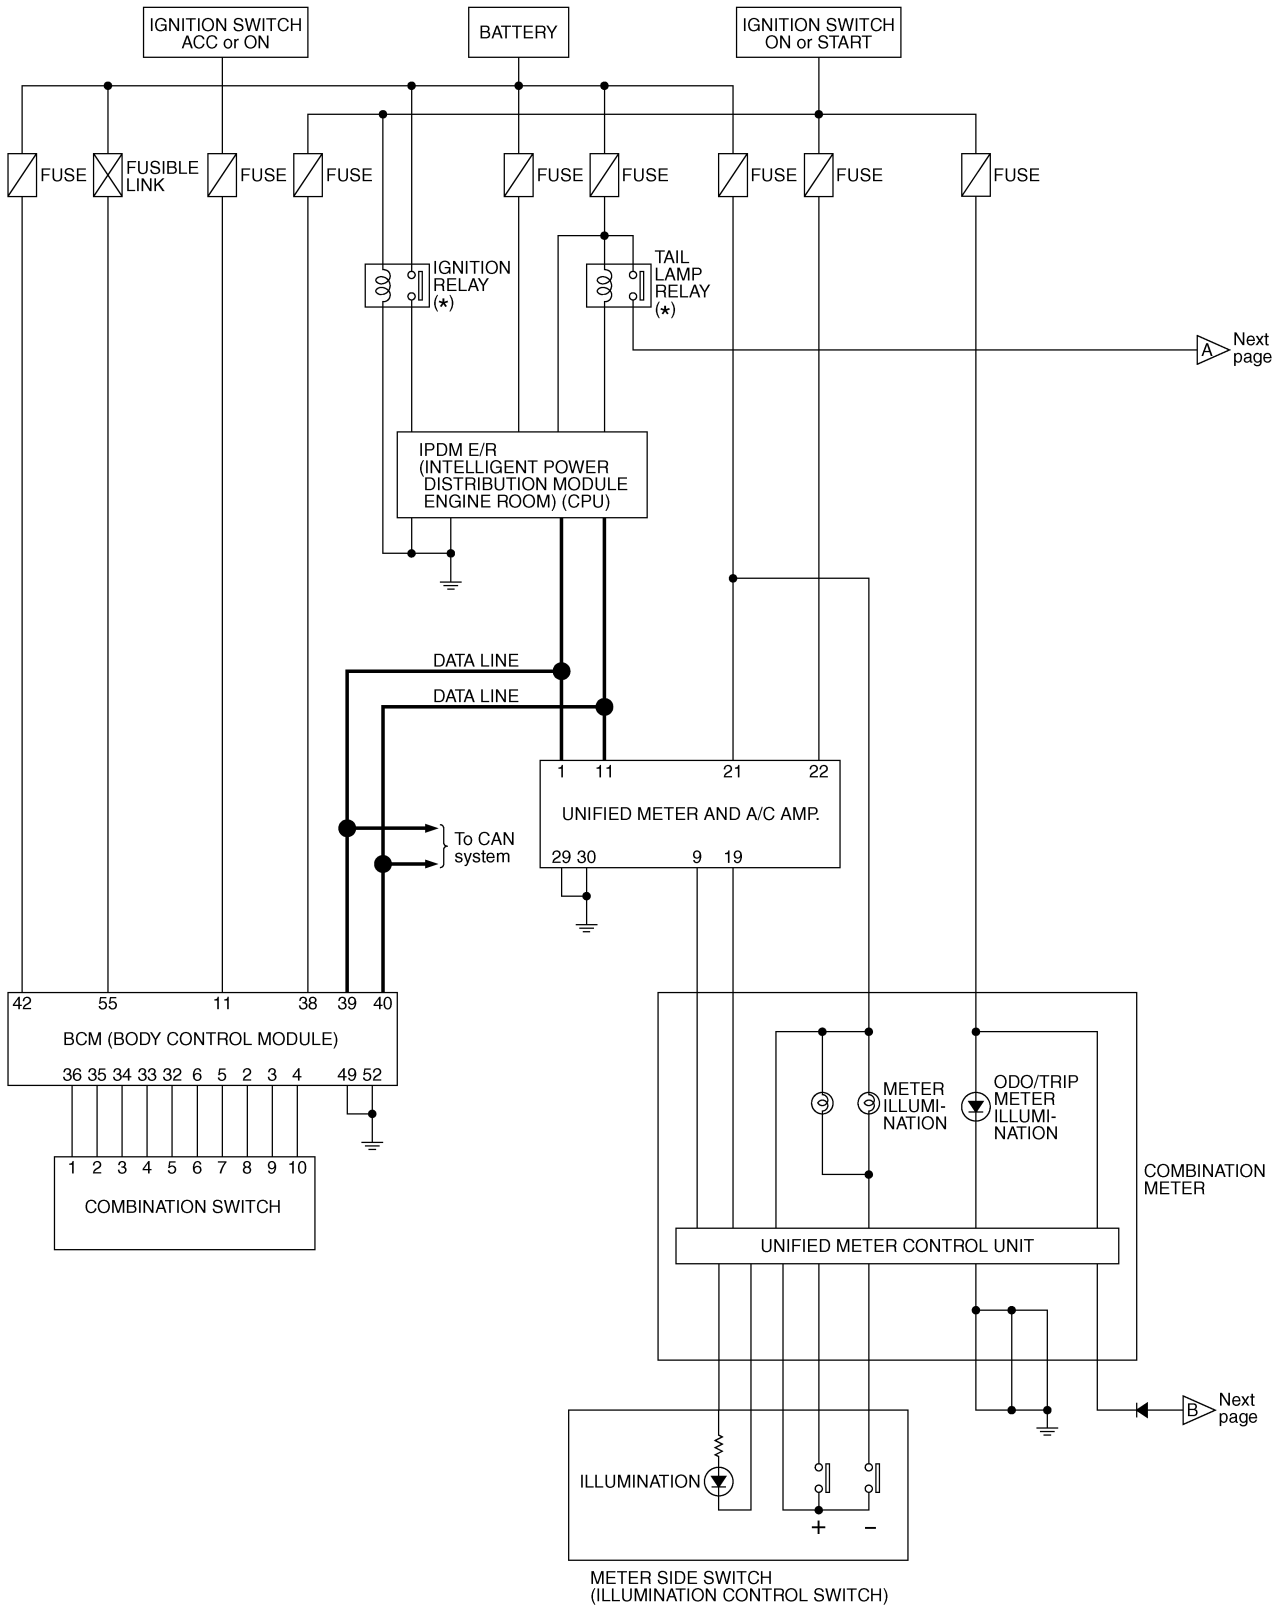 IGNITION SWITCH
ACC or ON
BATTERY
IGNITION SWITCH
ON or START
FUSE
FUSIBLE
LINK
FUSE
FUSE
FUSE
FUSE
FUSE
FUSE
FUSE
IGNITION
RELAY
(*)
TAIL
LAMP
RELAY
(*)
A
Next
page
IPDM E/R
(INTELLIGENT POWER
DISTRIBUTION MODULE
ENGINE ROOM) (CPU)
DATA LINE
DATA LINE
1 11 21 22
UNIFIED METER AND A/C AMP.
29 30 9 19
To CAN
system
42 55 11 38 39 40
BCM (BODY CONTROL MODULE)
36 35 34 33 32 6 5 2 3 4 49 52
1 2 3 4 5 6 7 8 9 10
COMBINATION SWITCH
METER
ILLUMI-
NATION
ODO/TRIP
METER
ILLUMI-
NATION
COMBINATION
METER
UNIFIED METER CONTROL UNIT
B
Next
page
ILLUMINATION
+ −
METER SIDE SWITCH
(ILLUMINATION CONTROL SWITCH)